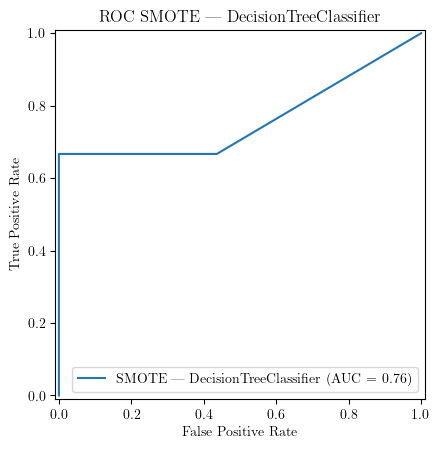 ROC SMOTE — DecisionTreeClassifier
1.0
0.8
0.6
0.4
0.2
0.0
True Positive Rate
SMOTE — DecisionTreeClassifier (AUC = 0.76)
0.0 0.2 0.4 0.6 0.8 1.0
False Positive Rate